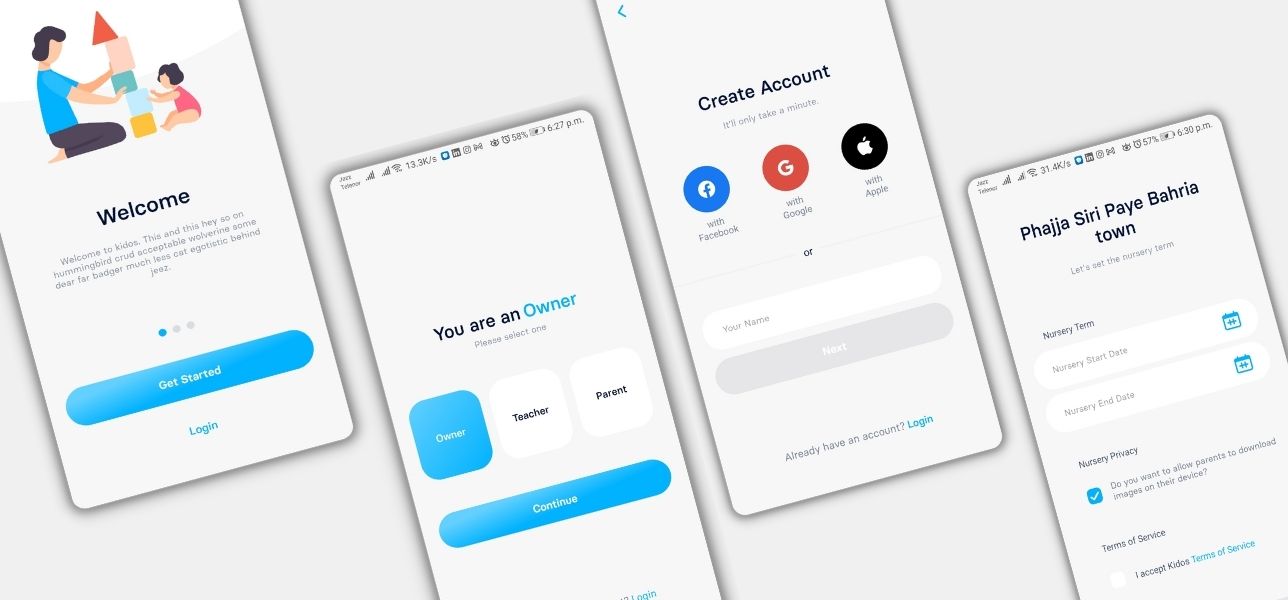 Welcome
Welcome to kidos. This and this hey so on
hummingbird crud acceptable wolverine some
dear far badger much less cat egotistic behind
jeez.
Get Started
Login
Jazz
Telenor
13.3K/s
58%
6:27 p.m.
You are an Owner
Please select one
Owner
Teacher
Parent
Continue
? Login
Create Account
It'll only take a minute.
with
Facebook
with
Google
with
Apple
or
Your Name
Next
Already have an account? Login
Jazz
Telenor
31.4K/s
57%
6:30 p.m.
Phajja Siri Paye Bahria
town
Let's set the nursery term
Nursery Term
Nursery Start Date
Nursery End Date
Nursery Privacy
Do you want to allow parents to download
images on their device?
Terms of Service
I accept Kidos Terms of Service